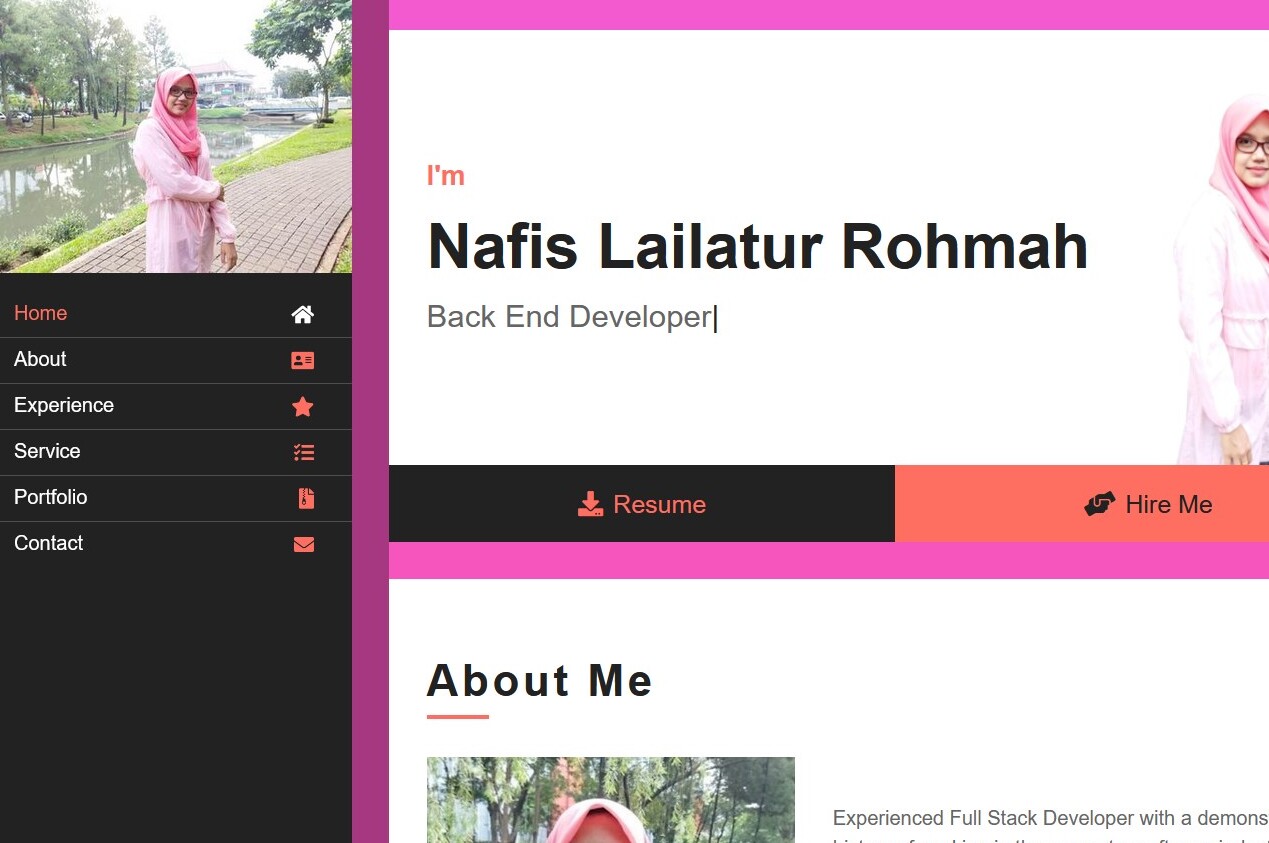 Home
About
Experience
Service
Portfolio
Contact
I'm
Nafis Lailatur Rohmah
Back End Developer|
Resume
Hire Me
About Me
Experienced Full Stack Developer with a demons